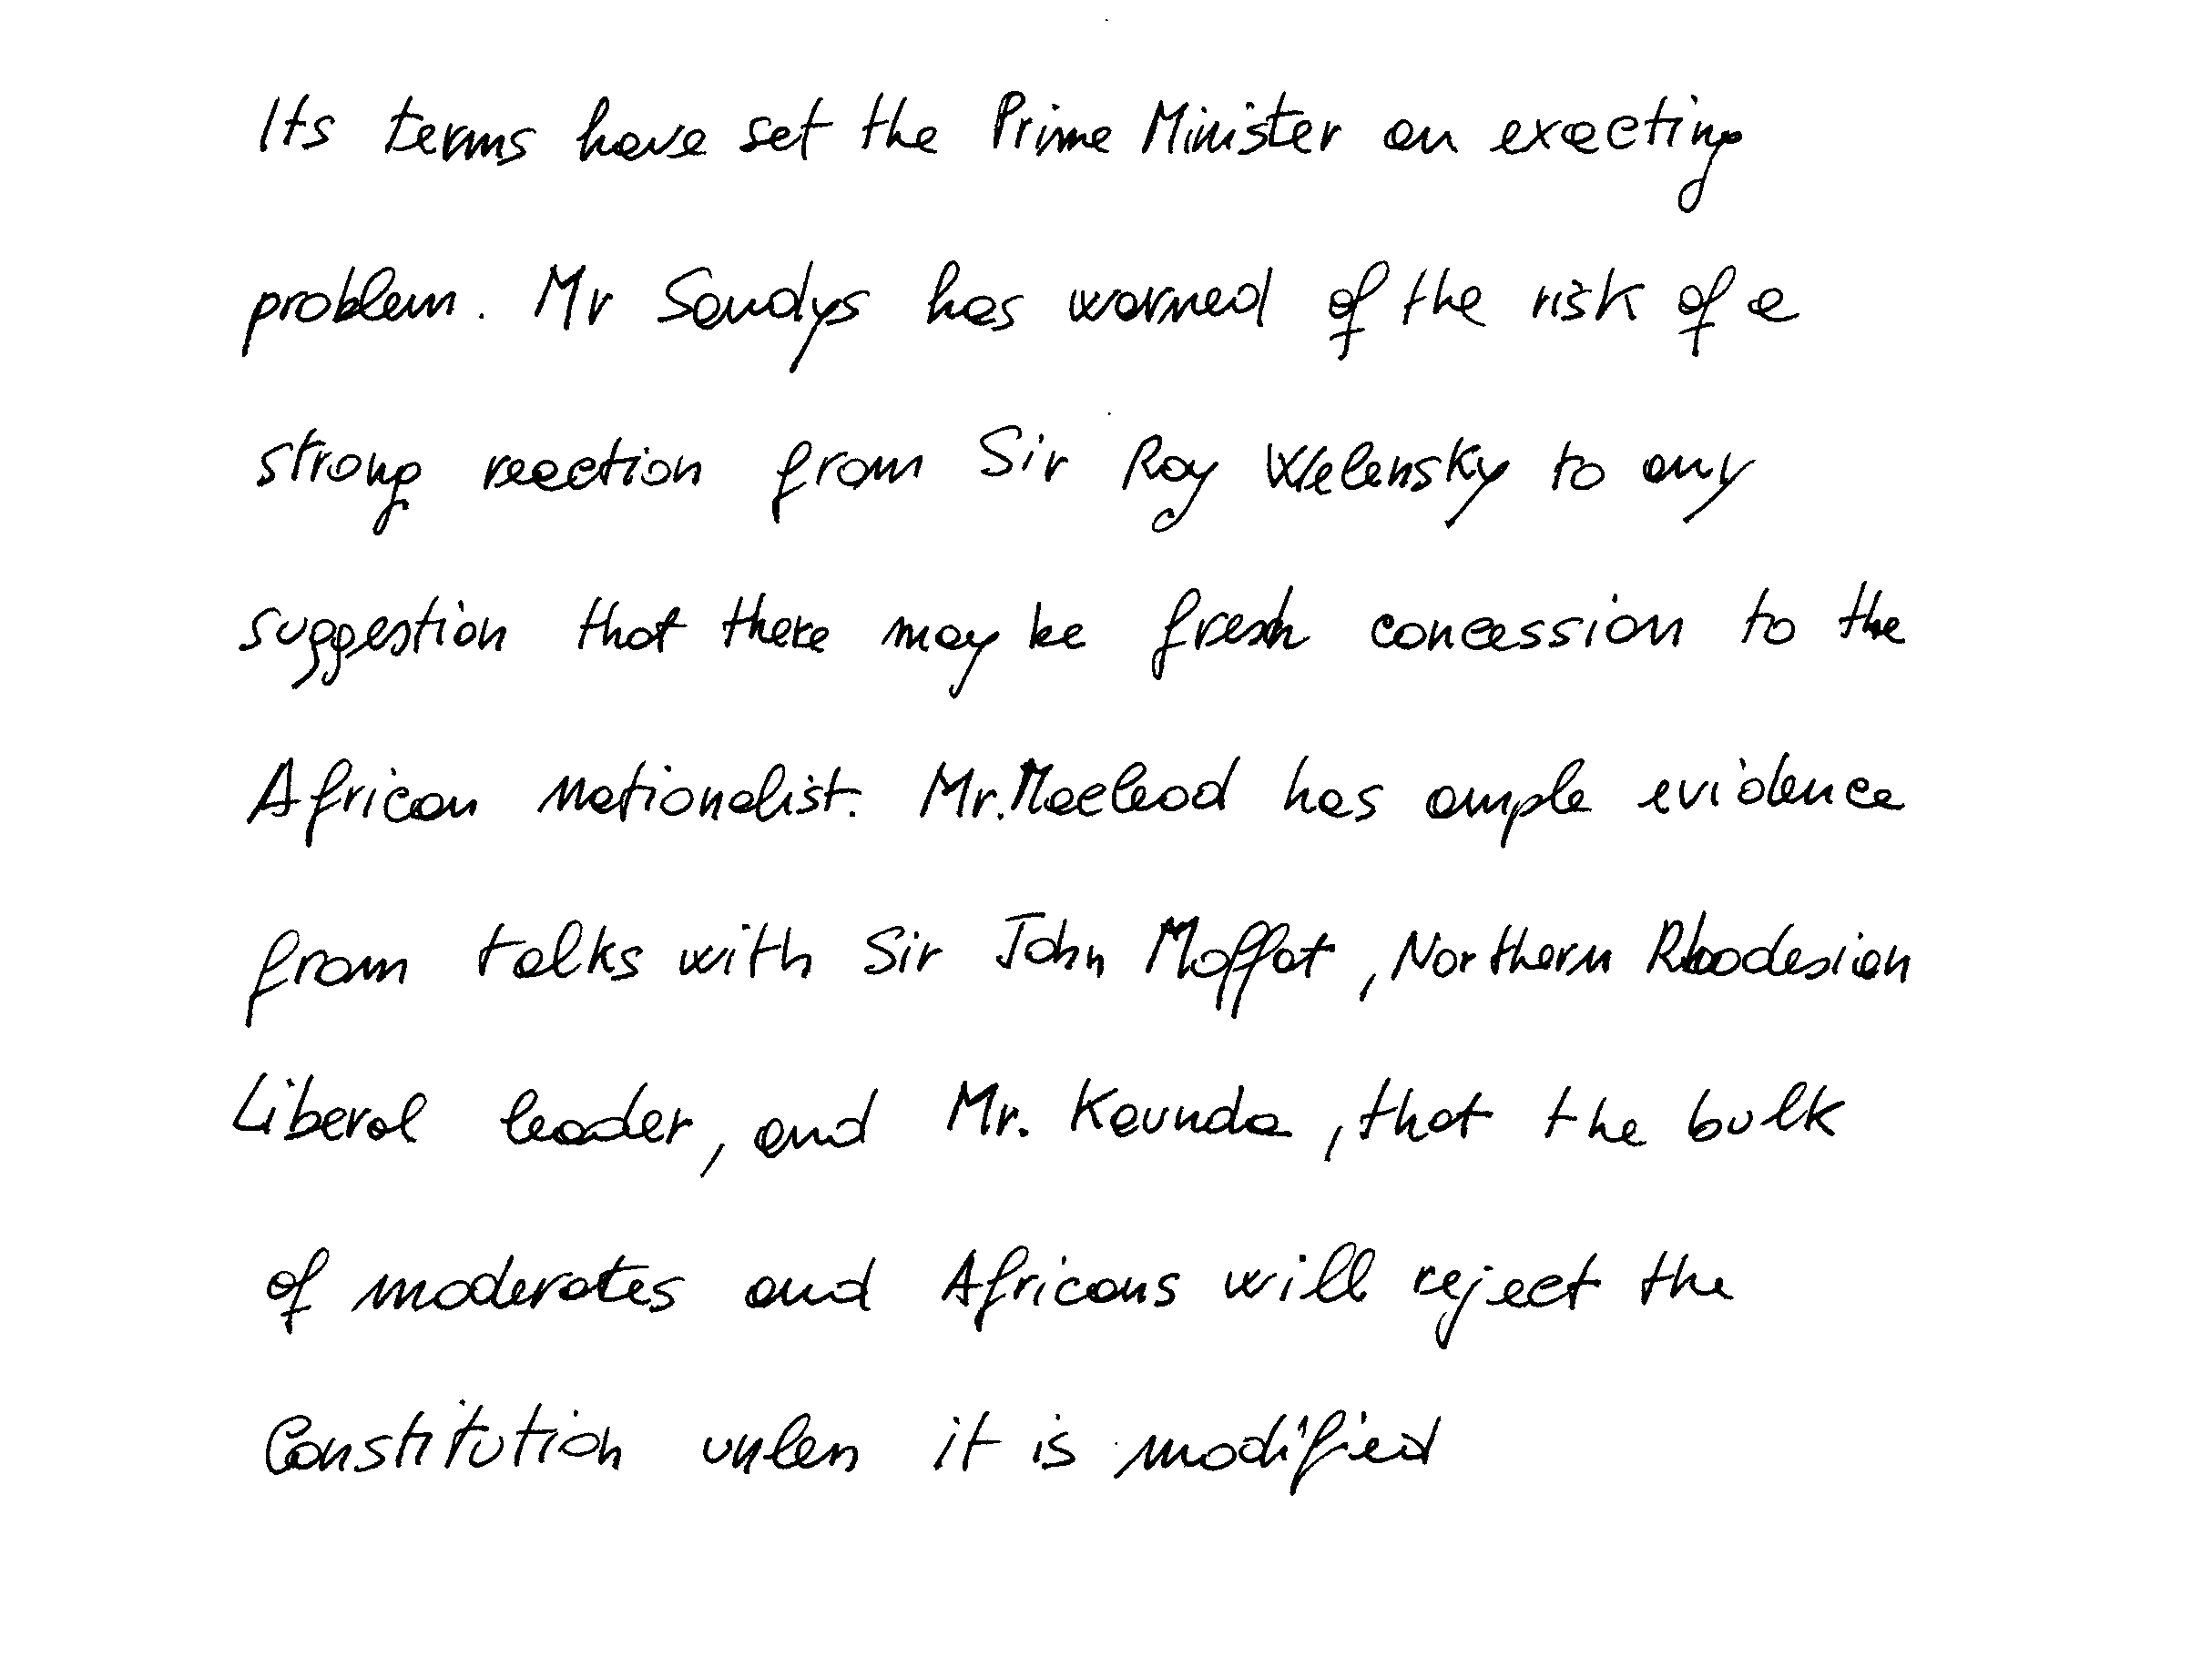 Its terms have set the Prime Minister an exacting
problem. Mr Sandys has warned of the risk of a
strong reaction from Sir Roy Welensky to any
suggestion that there may be fresh concession to the
African nationalist. Mr. Macleod has ample evidence
from talks with Sir John Moffat, Northern Rhodesian
Liberal leader, and Mr. Kaunda, that the bulk
of moderates and Africans will reject the
Constitution unless it is modified